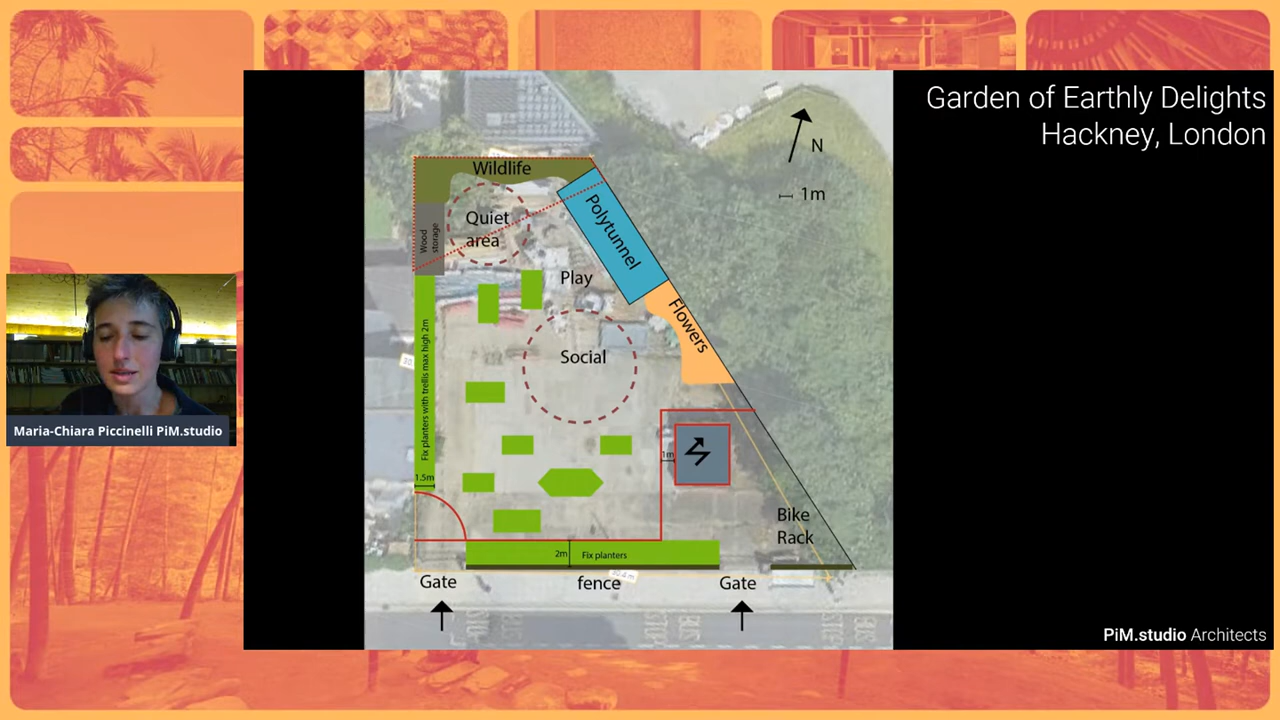 Garden of Earthly Delights
Hackney, London
N
1m
Wildlife
Quiet
area
Wood
storage
Polytunnel
Play
Flowers
Social
Fix planters with trellis max high 2m
1m
1.5m
Bike
Rack
2m
Fix planters
Gate
fence
Gate
Maria-Chiara Piccinelli PiM.studio
PiM.studio Architects